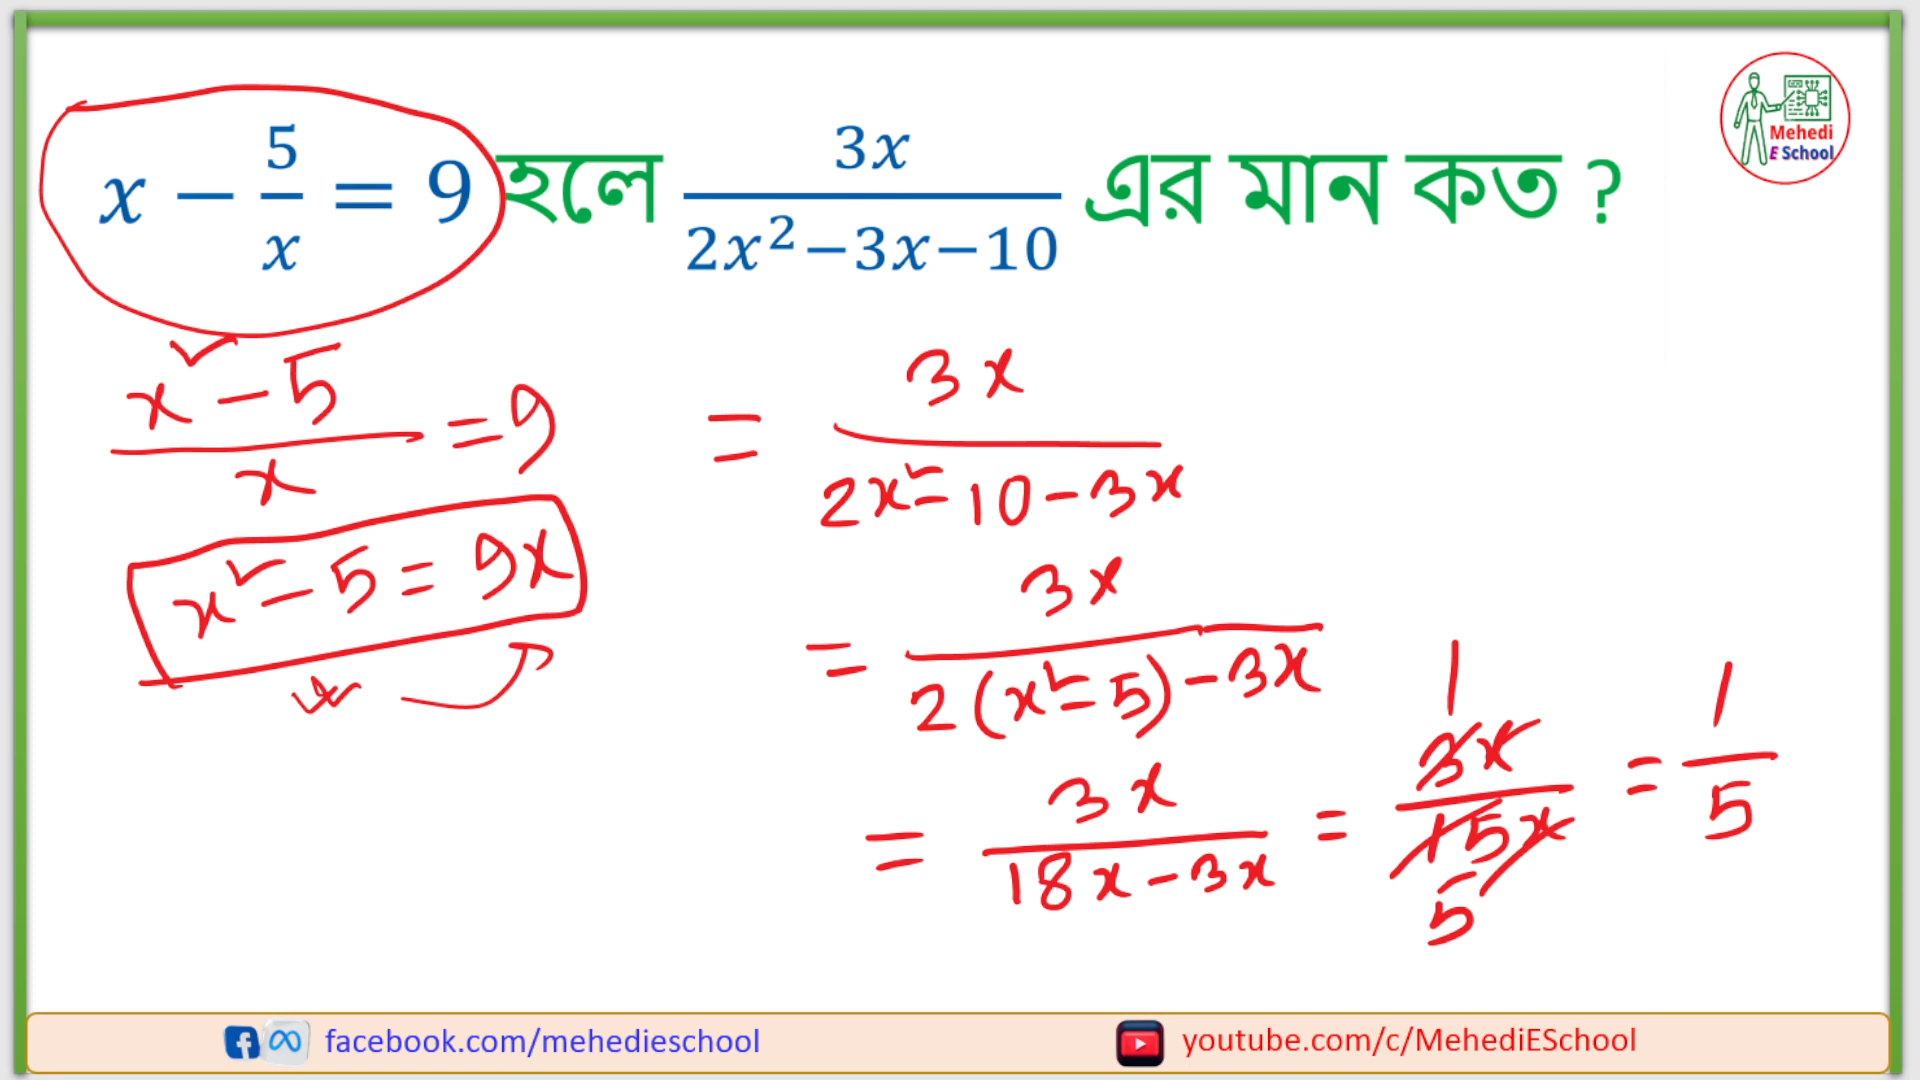 x − 5/x = 9 হলে 3x/(2x² − 3x − 10) এর মান কত ?
Mehedi
E School
(x² − 5)/x = 9
x² − 5 = 9x
= 3x/(2x² − 10 − 3x)
= 3x/(2(x² − 5) − 3x)
= 3x/(18x − 3x) = 3x/15x = 1/5
1
5
facebook.com/mehedieschool
youtube.com/c/MehediESchool